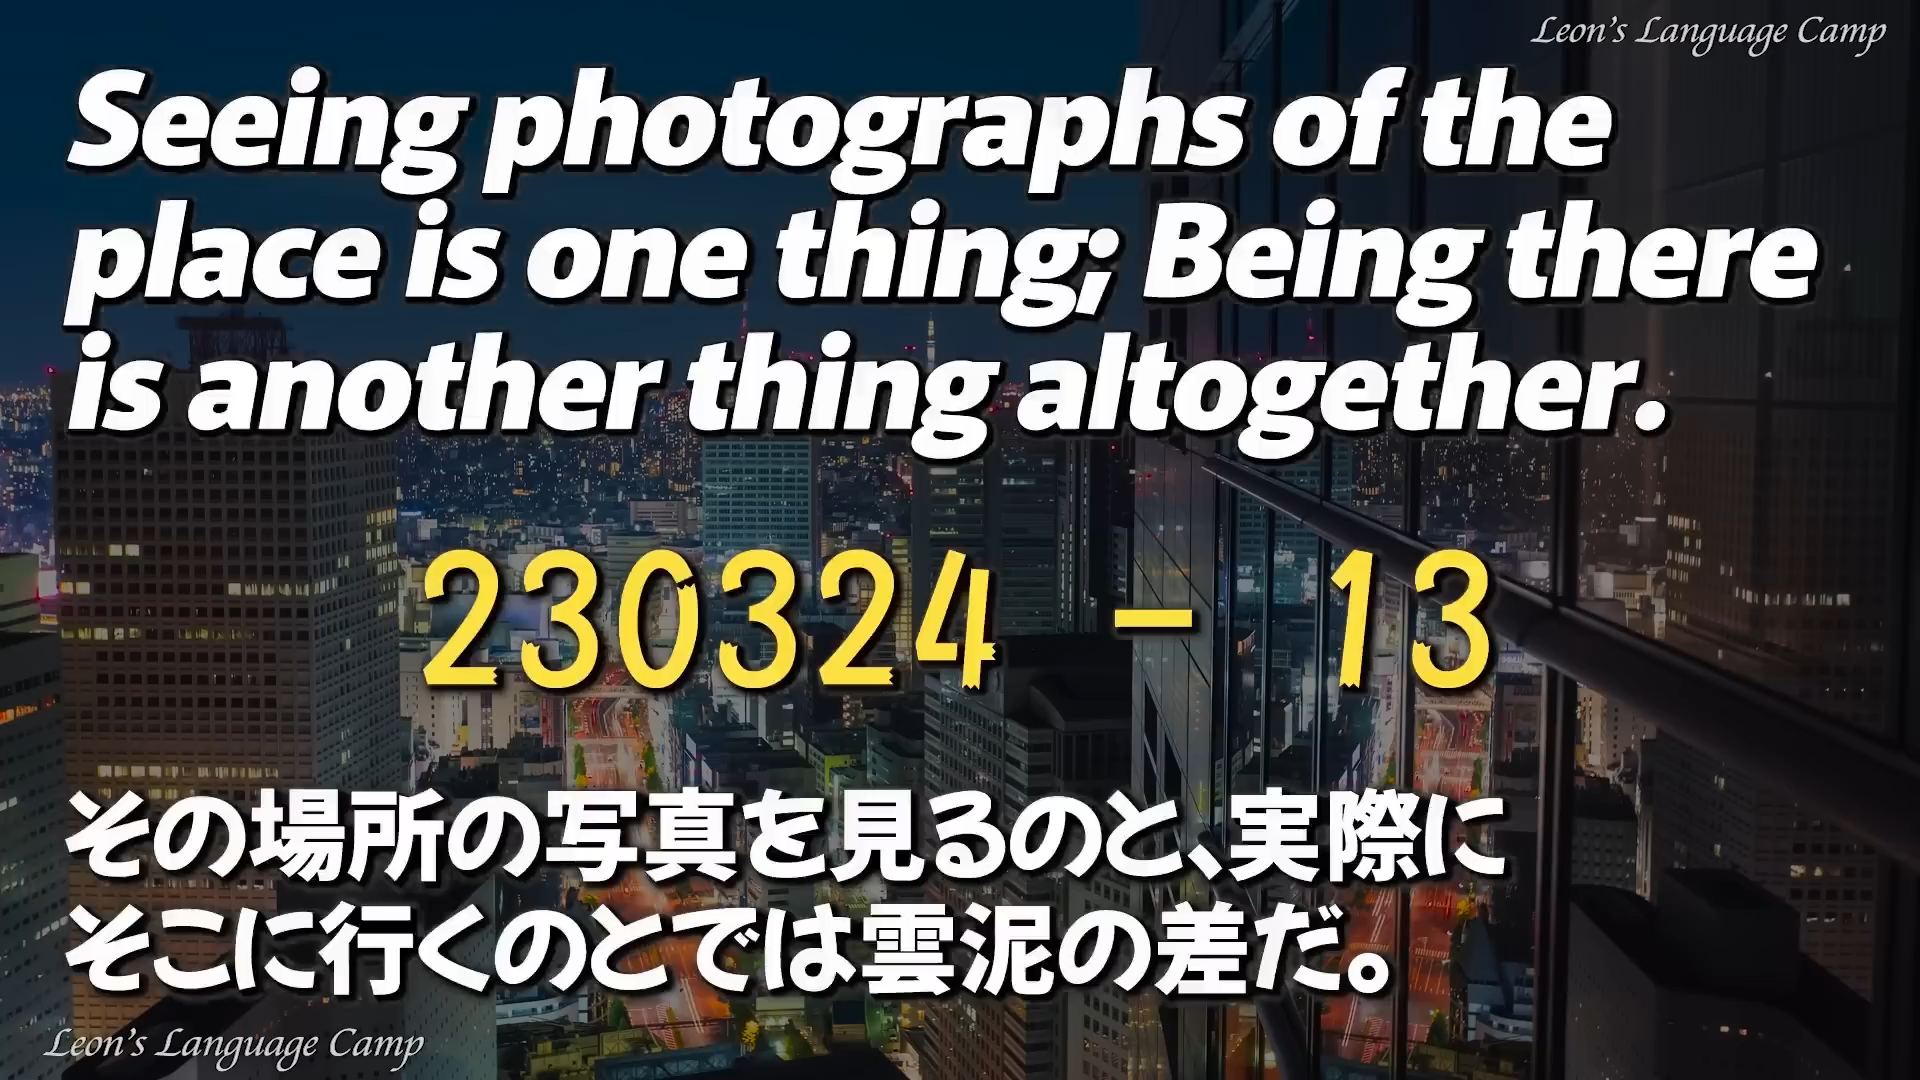 Leon's Language Camp
Seeing photographs of the
place is one thing; Being there
is another thing altogether.
230324 - 13
その場所の写真を見るのと、実際に
そこに行くのとでは雲泥の差だ。
Leon's Language Camp